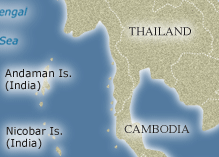 engal
Sea
THAILAND
Andaman Is.
(India)
Nicobar Is.
(India)
CAMBODIA